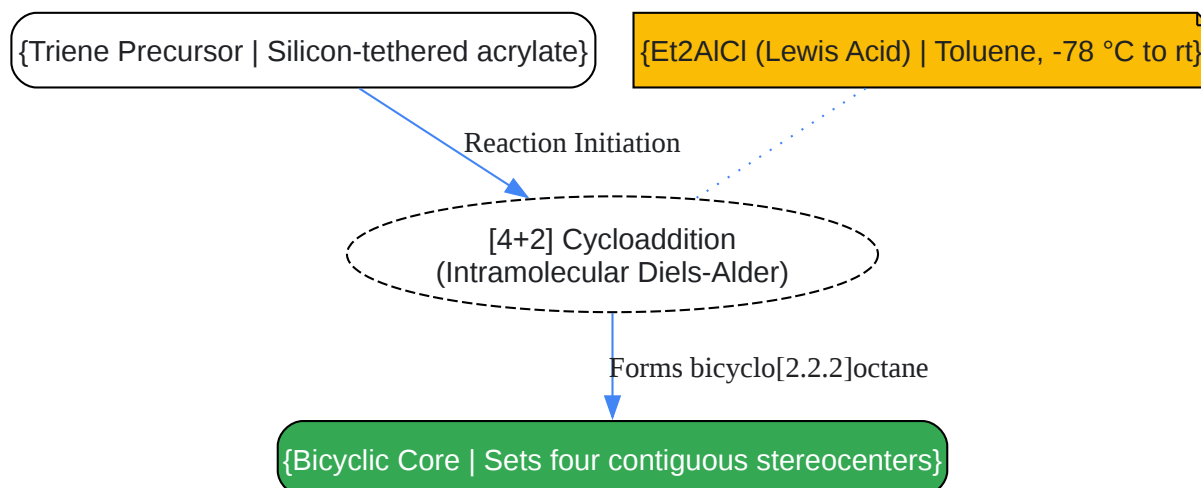 {Triene Precursor | Silicon-tethered acrylate}
{Et2AlCl (Lewis Acid) | Toluene, -78 °C to rt}
Reaction Initiation
[4+2] Cycloaddition
(Intramolecular Diels-Alder)
Forms bicyclo[2.2.2]octane
{Bicyclic Core | Sets four contiguous stereocenters}